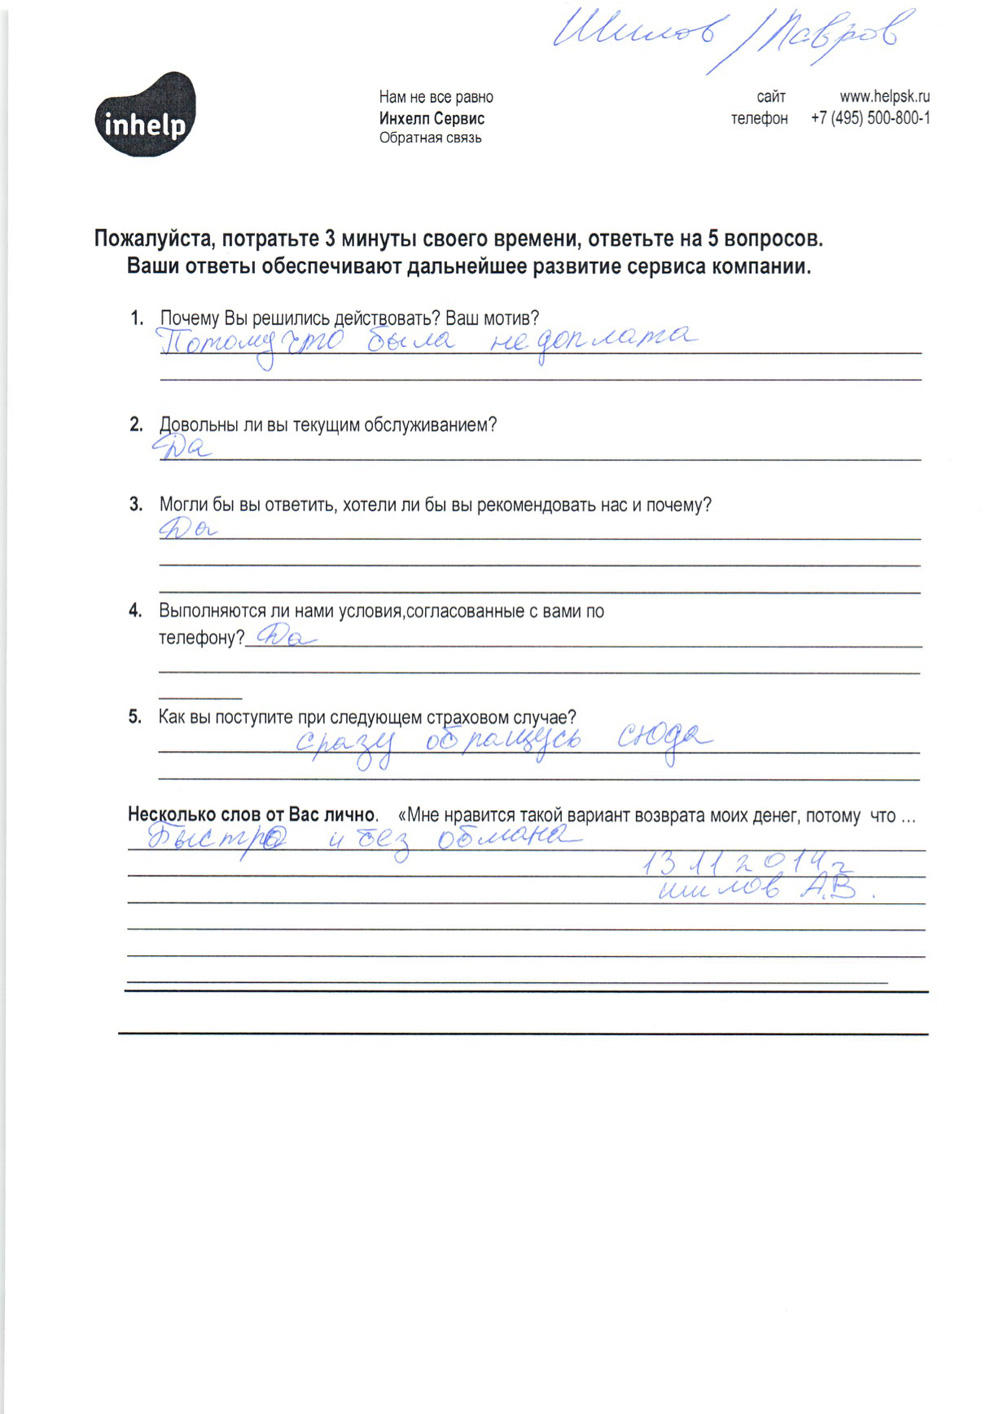 Шилов / Лавров
inhelp
Нам не все равно
Инхелп Сервис
Обратная связь
сайт www.helpsk.ru
телефон +7 (495) 500-800-1
Пожалуйста, потратьте 3 минуты своего времени, ответьте на 5 вопросов.
Ваши ответы обеспечивают дальнейшее развитие сервиса компании.
1. Почему Вы решились действовать? Ваш мотив?
Потому что была недоплата
2. Довольны ли вы текущим обслуживанием?
Да
3. Могли бы вы ответить, хотели ли бы вы рекомендовать нас и почему?
Да
4. Выполняются ли нами условия,согласованные с вами по
телефону? Да
5. Как вы поступите при следующем страховом случае?
сразу обращусь сюда
Несколько слов от Вас лично. «Мне нравится такой вариант возврата моих денег, потому что ...
Быстро и без обмана
13 11 2014г
Шилов А.В.